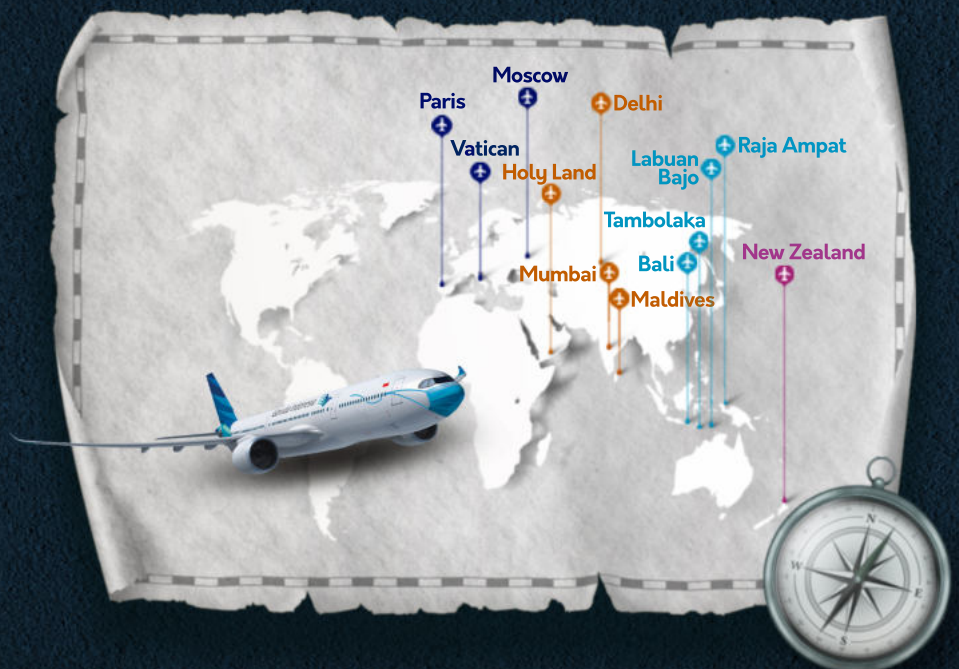 Moscow
Paris
Delhi
Vatican
Raja Ampat
Labuan
Bajo
Holy Land
Tambolaka
New Zealand
Bali
Mumbai
Maldives
N
W
E
S